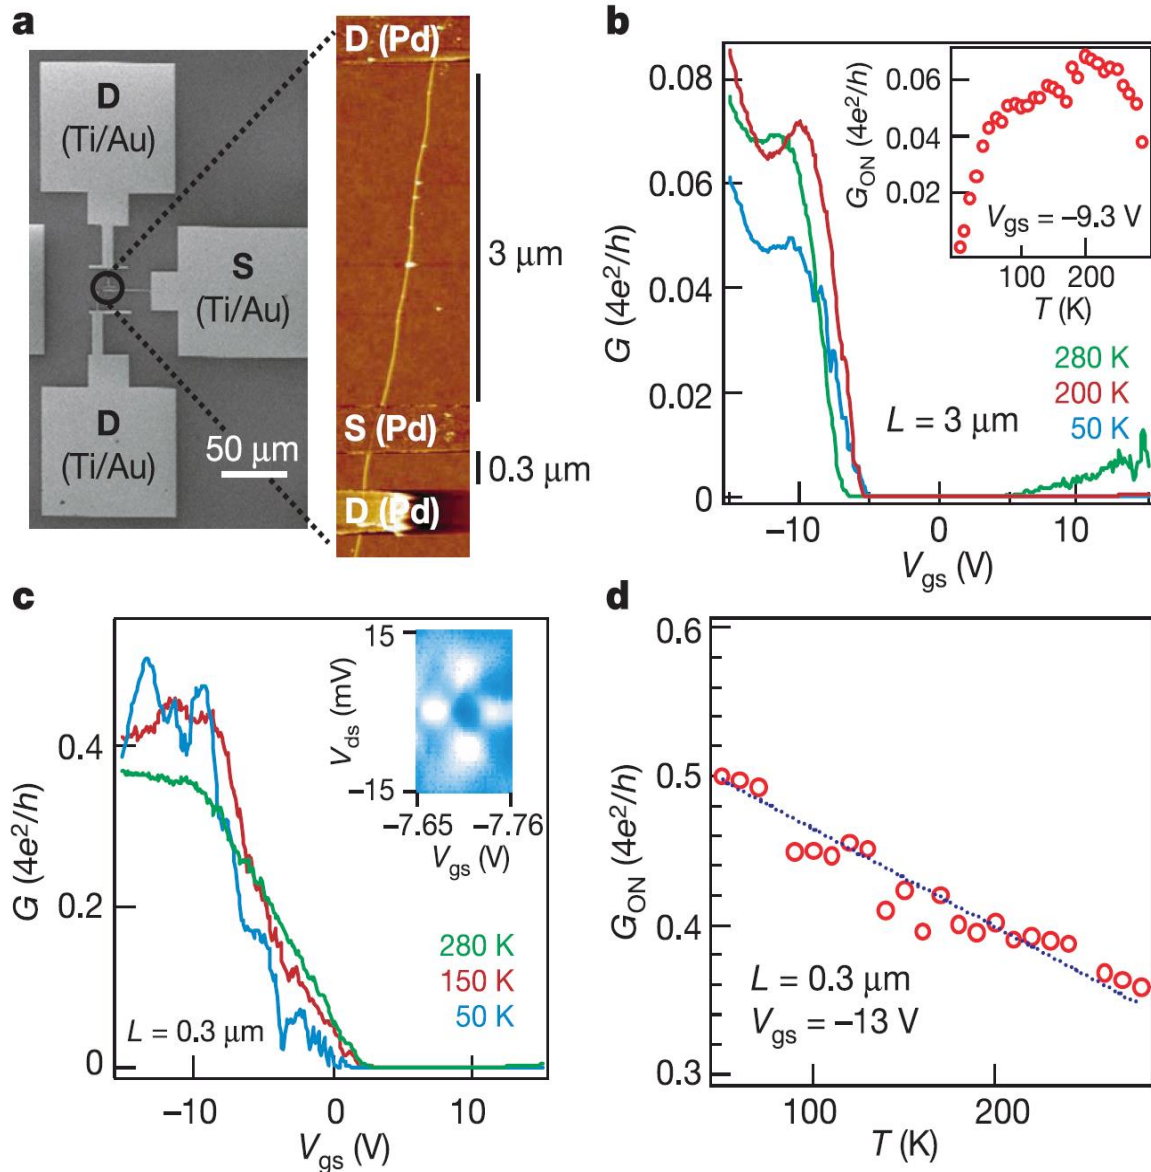 a
D
(Ti/Au)
S
(Ti/Au)
D
(Ti/Au)
50 μm
D (Pd)
3 μm
S (Pd)
0.3 μm
D (Pd)
b
0.08
0.06
0.04
0.02
0
G (4e²/h)
−10
0
10
V_gs (V)
L = 3 μm
280 K
200 K
50 K
0.06
0.04
0.02
G_ON (4e²/h)
V_gs = −9.3 V
100
200
T (K)
c
0.4
0.2
0
G (4e²/h)
−10
0
10
V_gs (V)
L = 0.3 μm
280 K
150 K
50 K
15
−15
V_ds (mV)
−7.65
−7.76
V_gs (V)
d
0.6
0.5
0.4
0.3
G_ON (4e²/h)
L = 0.3 μm
V_gs = −13 V
100
200
T (K)